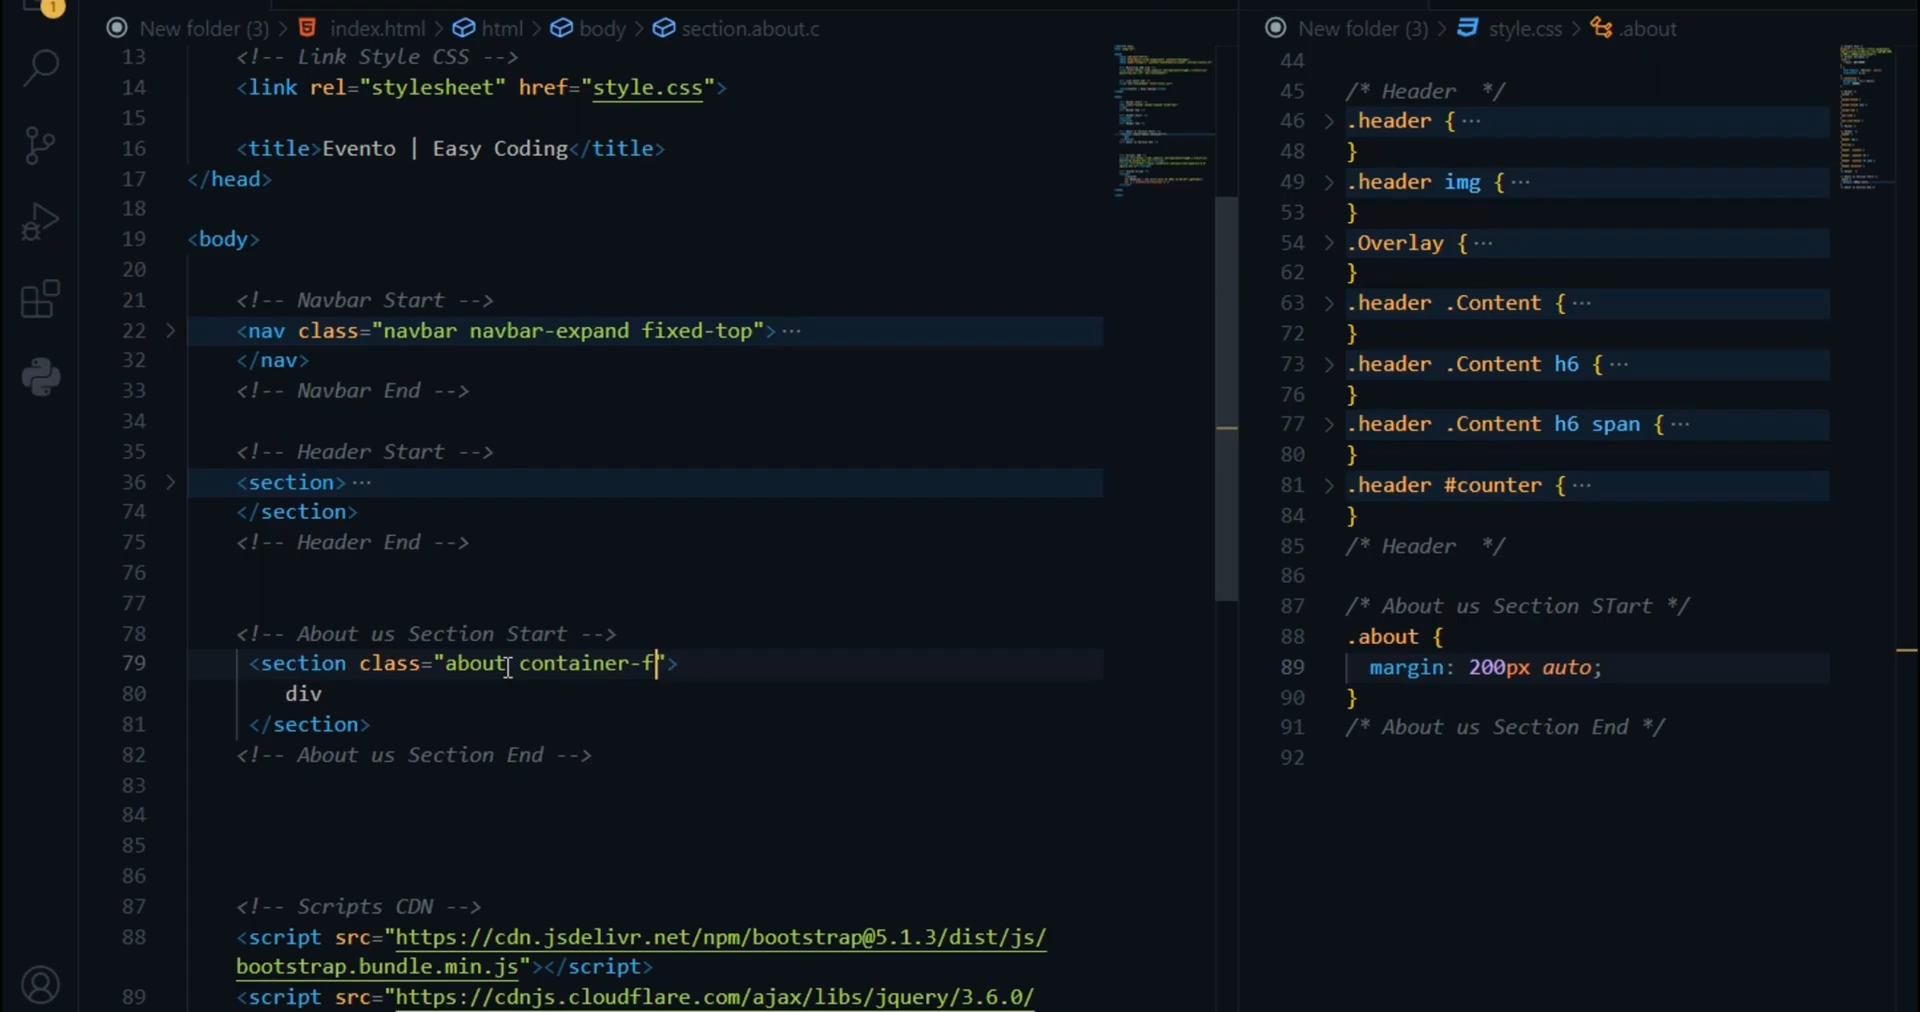 1
New folder (3) > index.html > html > body > section.about.c
13 <!-- Link Style CSS -->
14 <link rel="stylesheet" href="style.css">
15
16 <title>Evento | Easy Coding</title>
17 </head>
18
19 <body>
20
21 <!-- Navbar Start -->
22 > <nav class="navbar navbar-expand fixed-top">···
32 </nav>
33 <!-- Navbar End -->
34
35 <!-- Header Start -->
36 > <section>···
74 </section>
75 <!-- Header End -->
76
77
78 <!-- About us Section Start -->
79 <section class="about container-f">
80 div
81 </section>
82 <!-- About us Section End -->
83
84
85
86
87 <!-- Scripts CDN -->
88 <script src="https://cdn.jsdelivr.net/npm/bootstrap@5.1.3/dist/js/
bootstrap.bundle.min.js"></script>
89 <script src="https://cdnjs.cloudflare.com/ajax/libs/jquery/3.6.0/
New folder (3) > style.css > .about
44
45 /* Header */
46 > .header {···
48 }
49 > .header img {···
53 }
54 > .Overlay {···
62 }
63 > .header .Content {···
72 }
73 > .header .Content h6 {···
76 }
77 > .header .Content h6 span {···
80 }
81 > .header #counter {···
84 }
85 /* Header */
86
87 /* About us Section STart */
88 .about {
89 margin: 200px auto;
90 }
91 /* About us Section End */
92